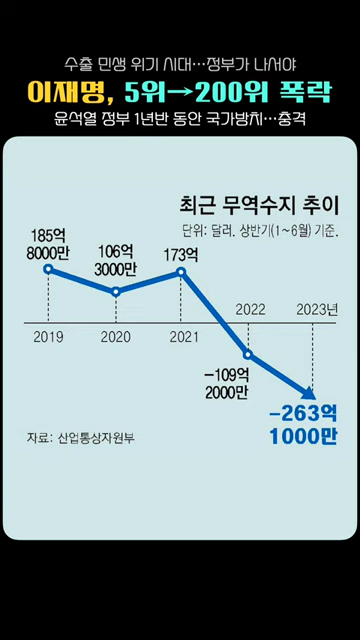 수출 민생 위기 시대…정부가 나서야
이재명, 5위→200위 폭락
윤석열 정부 1년반 동안 국가방치…충격
최근 무역수지 추이
단위: 달러. 상반기(1~6월) 기준.
185억
8000만
106억
3000만
173억
2022
2023년
2019
2020
2021
-109억
2000만
-263억
1000만
자료: 산업통상자원부